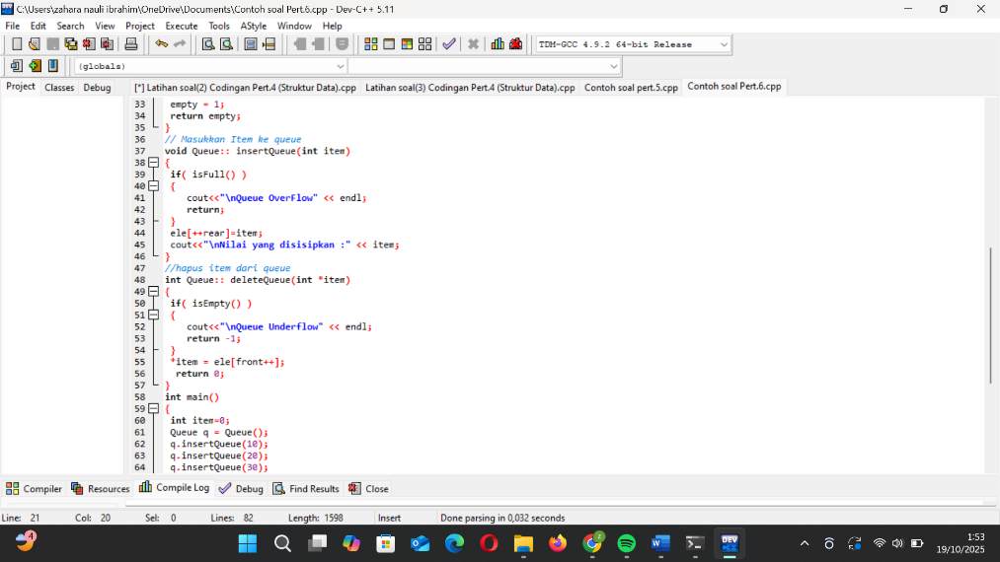 C:\Users\zahara nauli ibrahim\OneDrive\Documents\Contoh soal Per6.cpp - Dev-C++ 5.11
File Edit Search View Project Execute Tools AStyle Window Help
TDM-GCC 4.9.2 64-bit Release
(globals)
Project Classes Debug
[*] Latihan soal(2) Codingan Pert.4 (Struktur Data).cpp Latihan soal(3) Codingan Pert.4 (Struktur Data).cpp Contoh soal pert.5.cpp Contoh soal Pert.6.cpp
33 empty = 1;
34 return empty;
35 }
36 // Masukkan Item ke queue
37 void Queue:: insertQueue(int item)
38 {
39 if( isFull() )
40 {
41 cout<<"\nQueue OverFlow" << endl;
42 return;
43 }
44 ele[++rear]=item;
45 cout<<"\nNilai yang disisipkan :" << item;
46 }
47 //hapus item dari queue
48 int Queue:: deleteQueue(int *item)
49 {
50 if( isEmpty() )
51 {
52 cout<<"\nQueue Underflow" << endl;
53 return -1;
54 }
55 *item = ele[front++];
56 return 0;
57 }
58 int main()
59 {
60 int item=0;
61 Queue q = Queue();
62 q.insertQueue(10);
63 q.insertQueue(20);
64 q.insertQueue(30);
Compiler Resources Compile Log Debug Find Results Close
Line: 21 Col: 20 Sel: 0 Lines: 82 Length: 1598 Insert Done parsing in 0,032 seconds
4
Z
W
DEV
1:53
19/10/2025